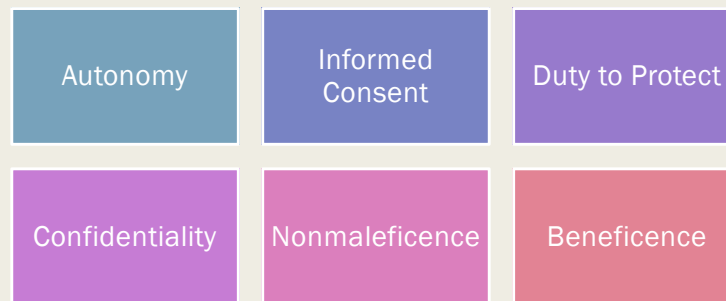 Autonomy
Informed
Consent
Duty to Protect
Confidentiality
Nonmaleficence
Beneficence